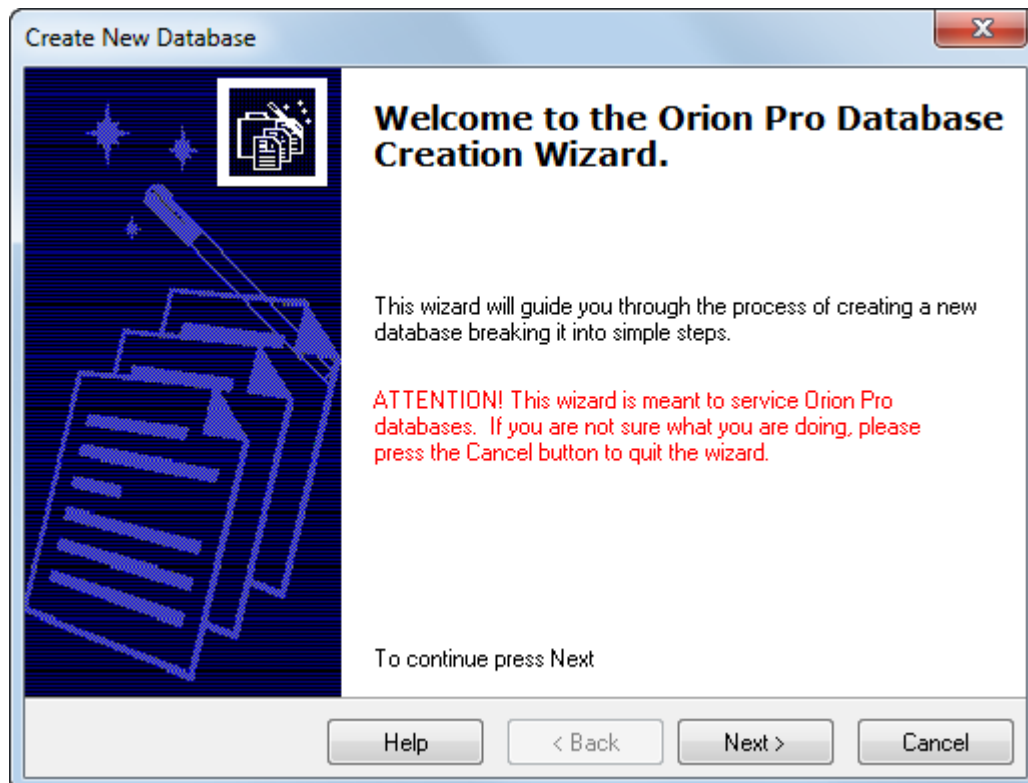 Create New Database
Welcome to the Orion Pro Database
Creation Wizard.
This wizard will guide you through the process of creating a new
database breaking it into simple steps.
ATTENTION! This wizard is meant to service Orion Pro
databases.  If you are not sure what you are doing, please
press the Cancel button to quit the wizard.
To continue press Next
Help
< Back
Next >
Cancel